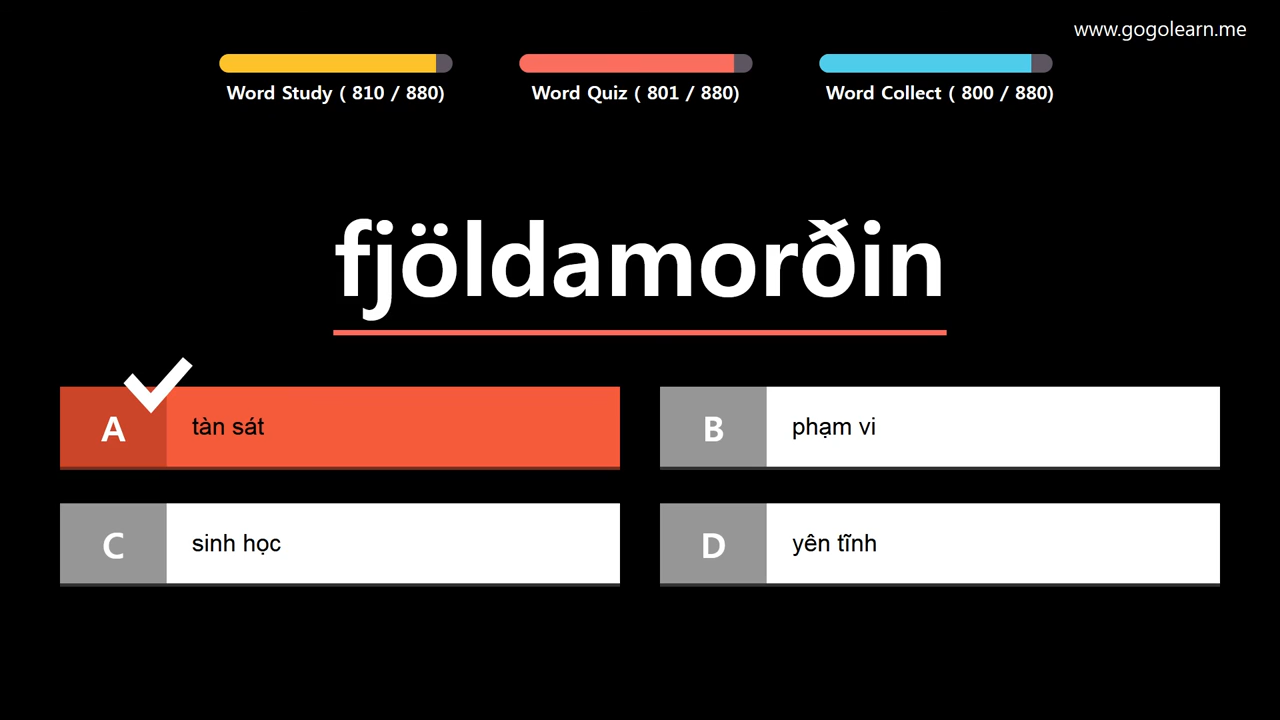 www.gogolearn.me
Word Study ( 810 / 880)
Word Quiz ( 801 / 880)
Word Collect ( 800 / 880)
fjöldamorðin
A tàn sát
B phạm vi
C sinh học
D yên tĩnh